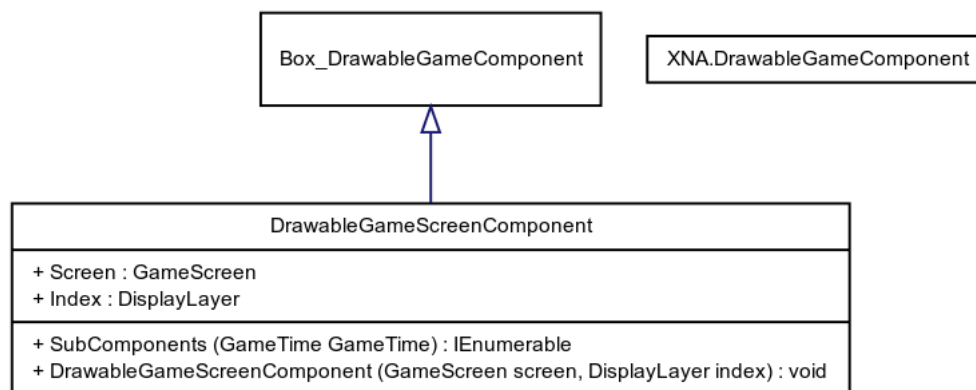 Box_DrawableGameComponent
XNA.DrawableGameComponent
DrawableGameScreenComponent
+ Screen : GameScreen
+ Index : DisplayLayer
+ SubComponents (GameTime GameTime) : IEnumerable
+ DrawableGameScreenComponent (GameScreen screen, DisplayLayer index) : void